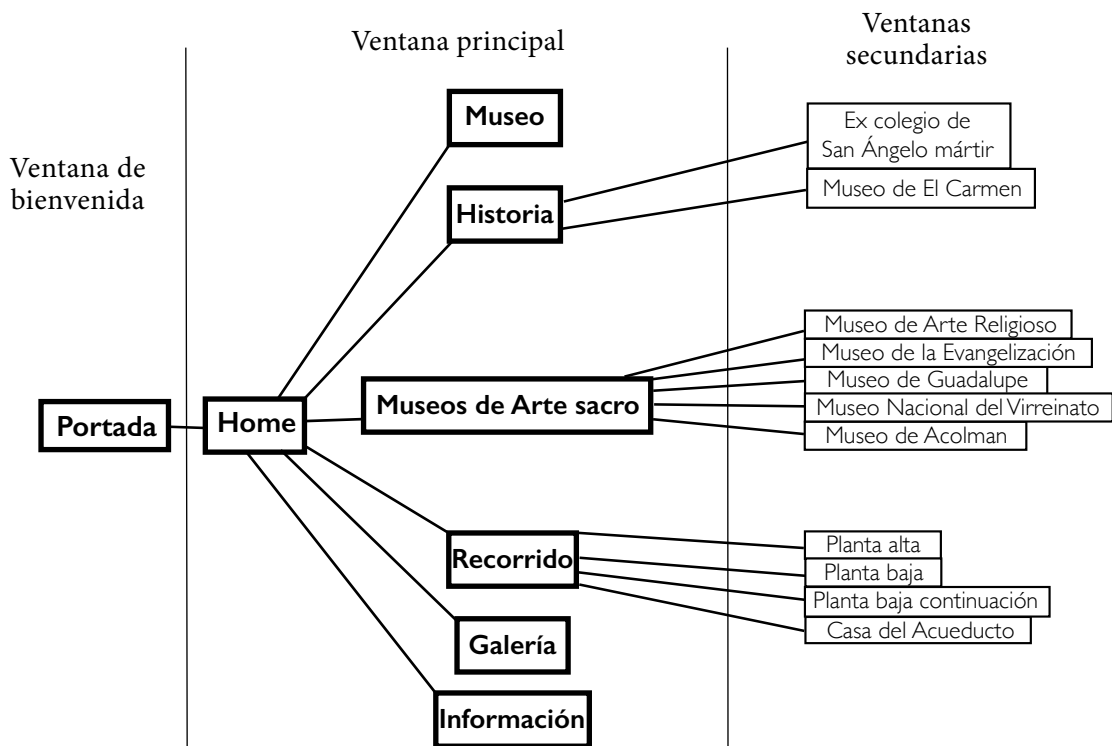 Ventana de
bienvenida
Portada
Ventana principal
Home
Museo
Historia
Museos de Arte sacro
Recorrido
Galería
Información
Ventanas
secundarias
Ex colegio de
San Ángelo mártir
Museo de El Carmen
Museo de Arte Religioso
Museo de la Evangelización
Museo de Guadalupe
Museo Nacional del Virreinato
Museo de Acolman
Planta alta
Planta baja
Planta baja continuación
Casa del Acueducto